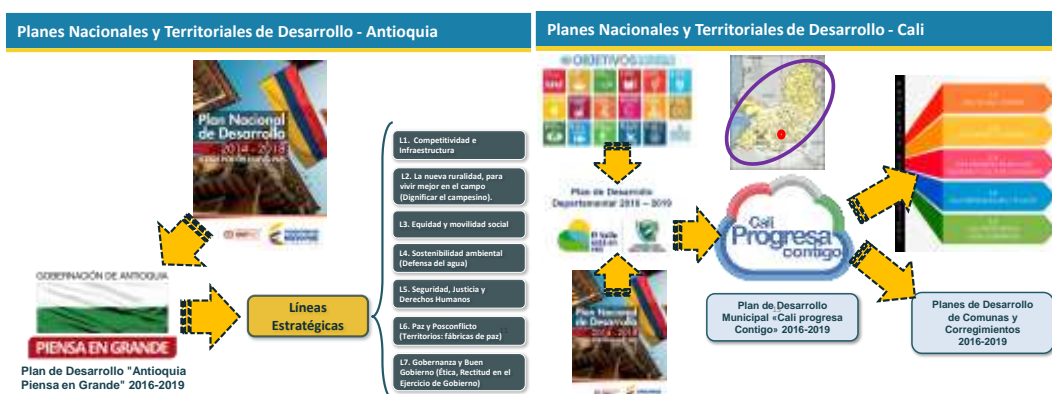 Planes Nacionales y Territoriales de Desarrollo - Antioquia
Plan Nacional
de Desarrollo
2014 - 2018
GOBERNACIÓN DE ANTIOQUIA
PIENSA EN GRANDE
Plan de Desarrollo "Antioquia
Piensa en Grande" 2016-2019
Líneas
Estratégicas
L1. Competitividad e
Infraestructura
L2. La nueva ruralidad, para
vivir mejor en el campo
(Dignificar el campesino).
L3. Equidad y movilidad social
L4. Sostenibilidad ambiental
(Defensa del agua)
L5. Seguridad, Justicia y
Derechos Humanos
L6. Paz y Posconflicto
(Territorios: fábricas de paz)
L7. Gobernanza y Buen
Gobierno (Ética, Rectitud en el
Ejercicio de Gobierno)
Planes Nacionales y Territoriales de Desarrollo - Cali
OBJETIVOS
Plan de Desarrollo
Departamental 2016 – 2019
El Valle
está en
Plan Nacional
de Desarrollo
Cali
Progresa
contigo
Plan de Desarrollo
Municipal «Cali progresa
Contigo» 2016-2019
Planes de Desarrollo
de Comunas y
Corregimientos
2016-2019